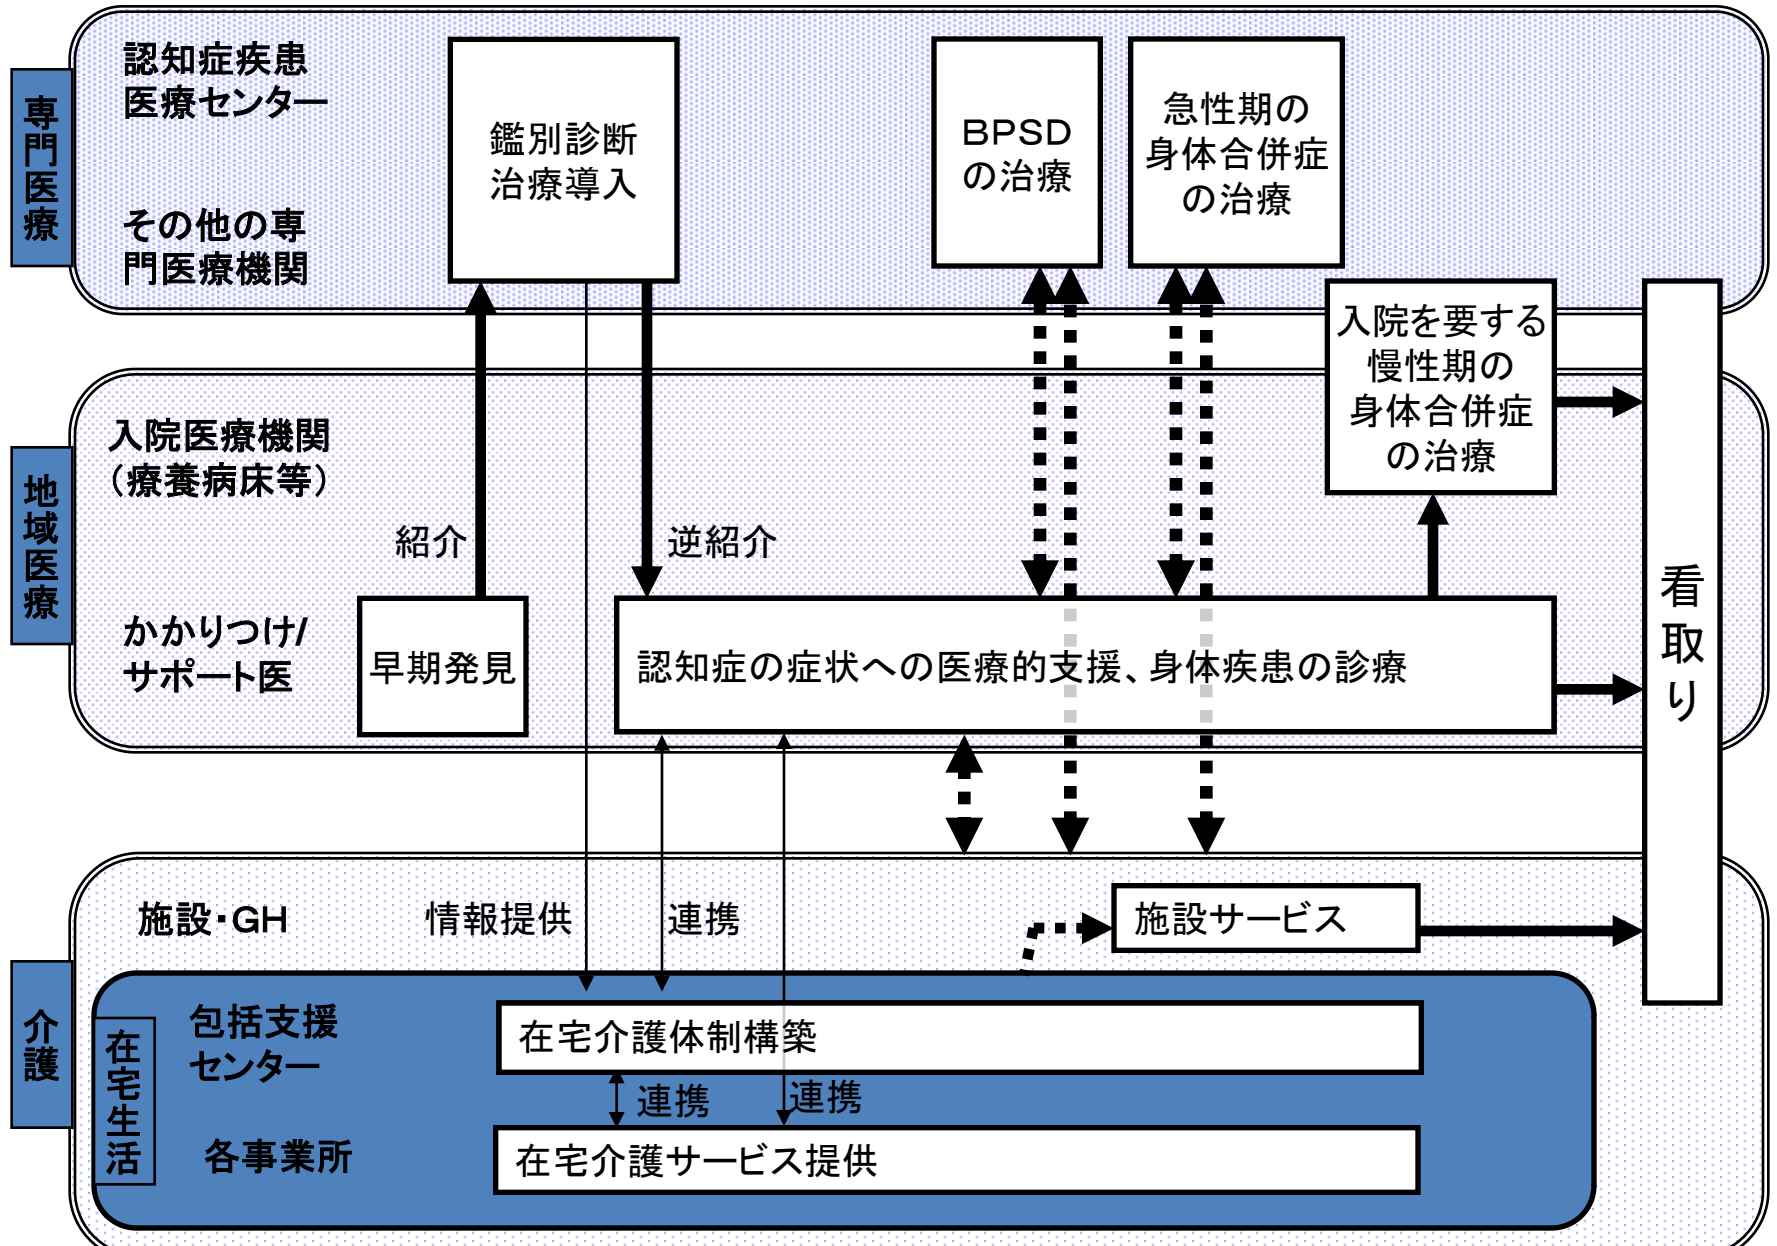 専門医療
認知症疾患
医療センター
その他の専
門医療機関
鑑別診断
治療導入
BPSD
の治療
急性期の
身体合併症
の治療
入院を要する
慢性期の
身体合併症
の治療
地域医療
入院医療機関
(療養病床等)
紹介
逆紹介
かかりつけ/
サポート医
早期発見
認知症の症状への医療的支援、身体疾患の診療
看取り
介護
施設・GH
情報提供
連携
施設サービス
在宅生活
包括支援
センター
在宅介護体制構築
連携
連携
各事業所
在宅介護サービス提供